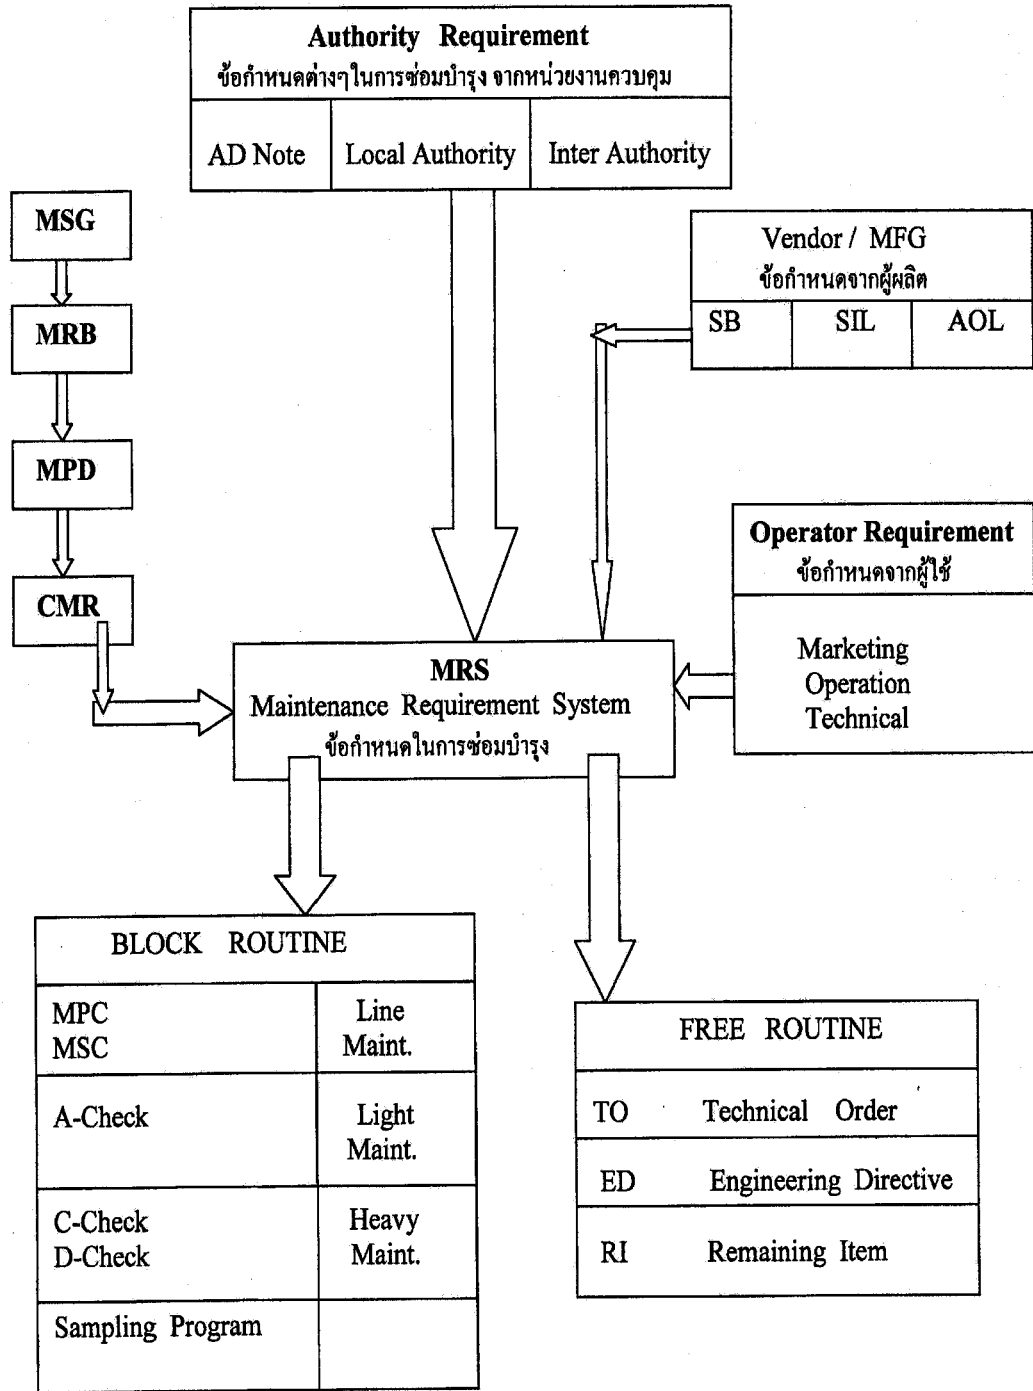 Authority Requirement
ข้อกำหนดต่างๆในการซ่อมบำรุง จากหน่วยงานควบคุม
AD Note Local Authority Inter Authority
MSG
MRB
MPD
CMR
Vendor / MFG
ข้อกำหนดจากผู้ผลิต
SB SIL AOL
Operator Requirement
ข้อกำหนดจากผู้ใช้
Marketing
Operation
Technical
MRS
Maintenance Requirement System
ข้อกำหนดในการซ่อมบำรุง
BLOCK ROUTINE
MPC Line
MSC Maint.
A-Check Light
Maint.
C-Check Heavy
D-Check Maint.
Sampling Program
FREE ROUTINE
TO Technical Order
ED Engineering Directive
RI Remaining Item